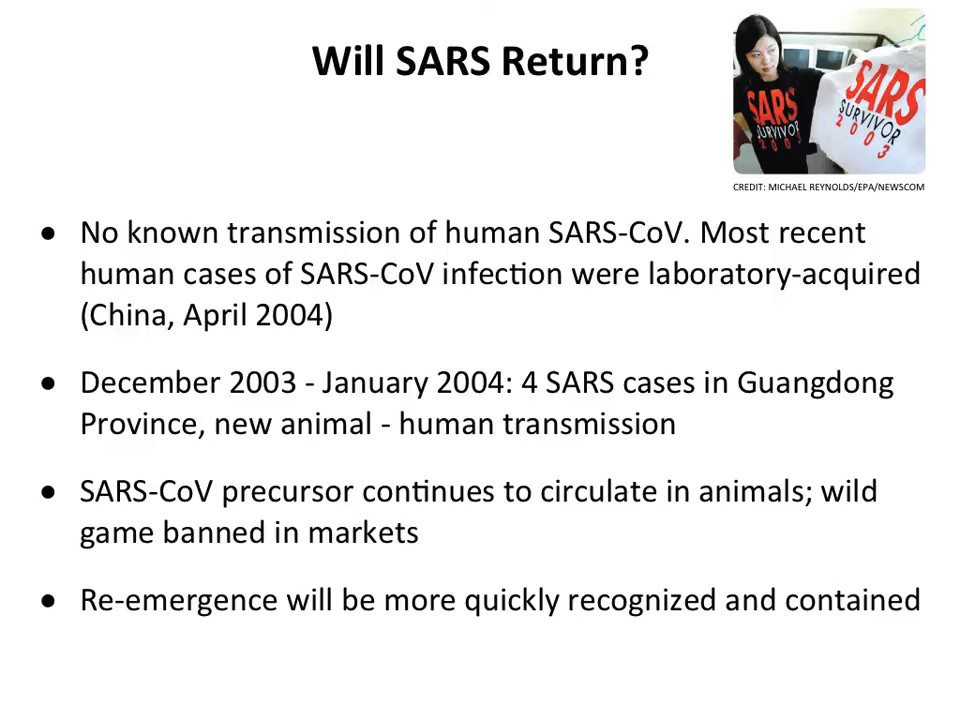 Will SARS Return?
SARS
SURVIVOR
2003
SARS
SURVIVOR
2003
CREDIT: MICHAEL REYNOLDS/EPA/NEWSCOM
● No known transmission of human SARS-CoV. Most recent
human cases of SARS-CoV infection were laboratory-acquired
(China, April 2004)
● December 2003 - January 2004: 4 SARS cases in Guangdong
Province, new animal - human transmission
● SARS-CoV precursor continues to circulate in animals; wild
game banned in markets
● Re-emergence will be more quickly recognized and contained